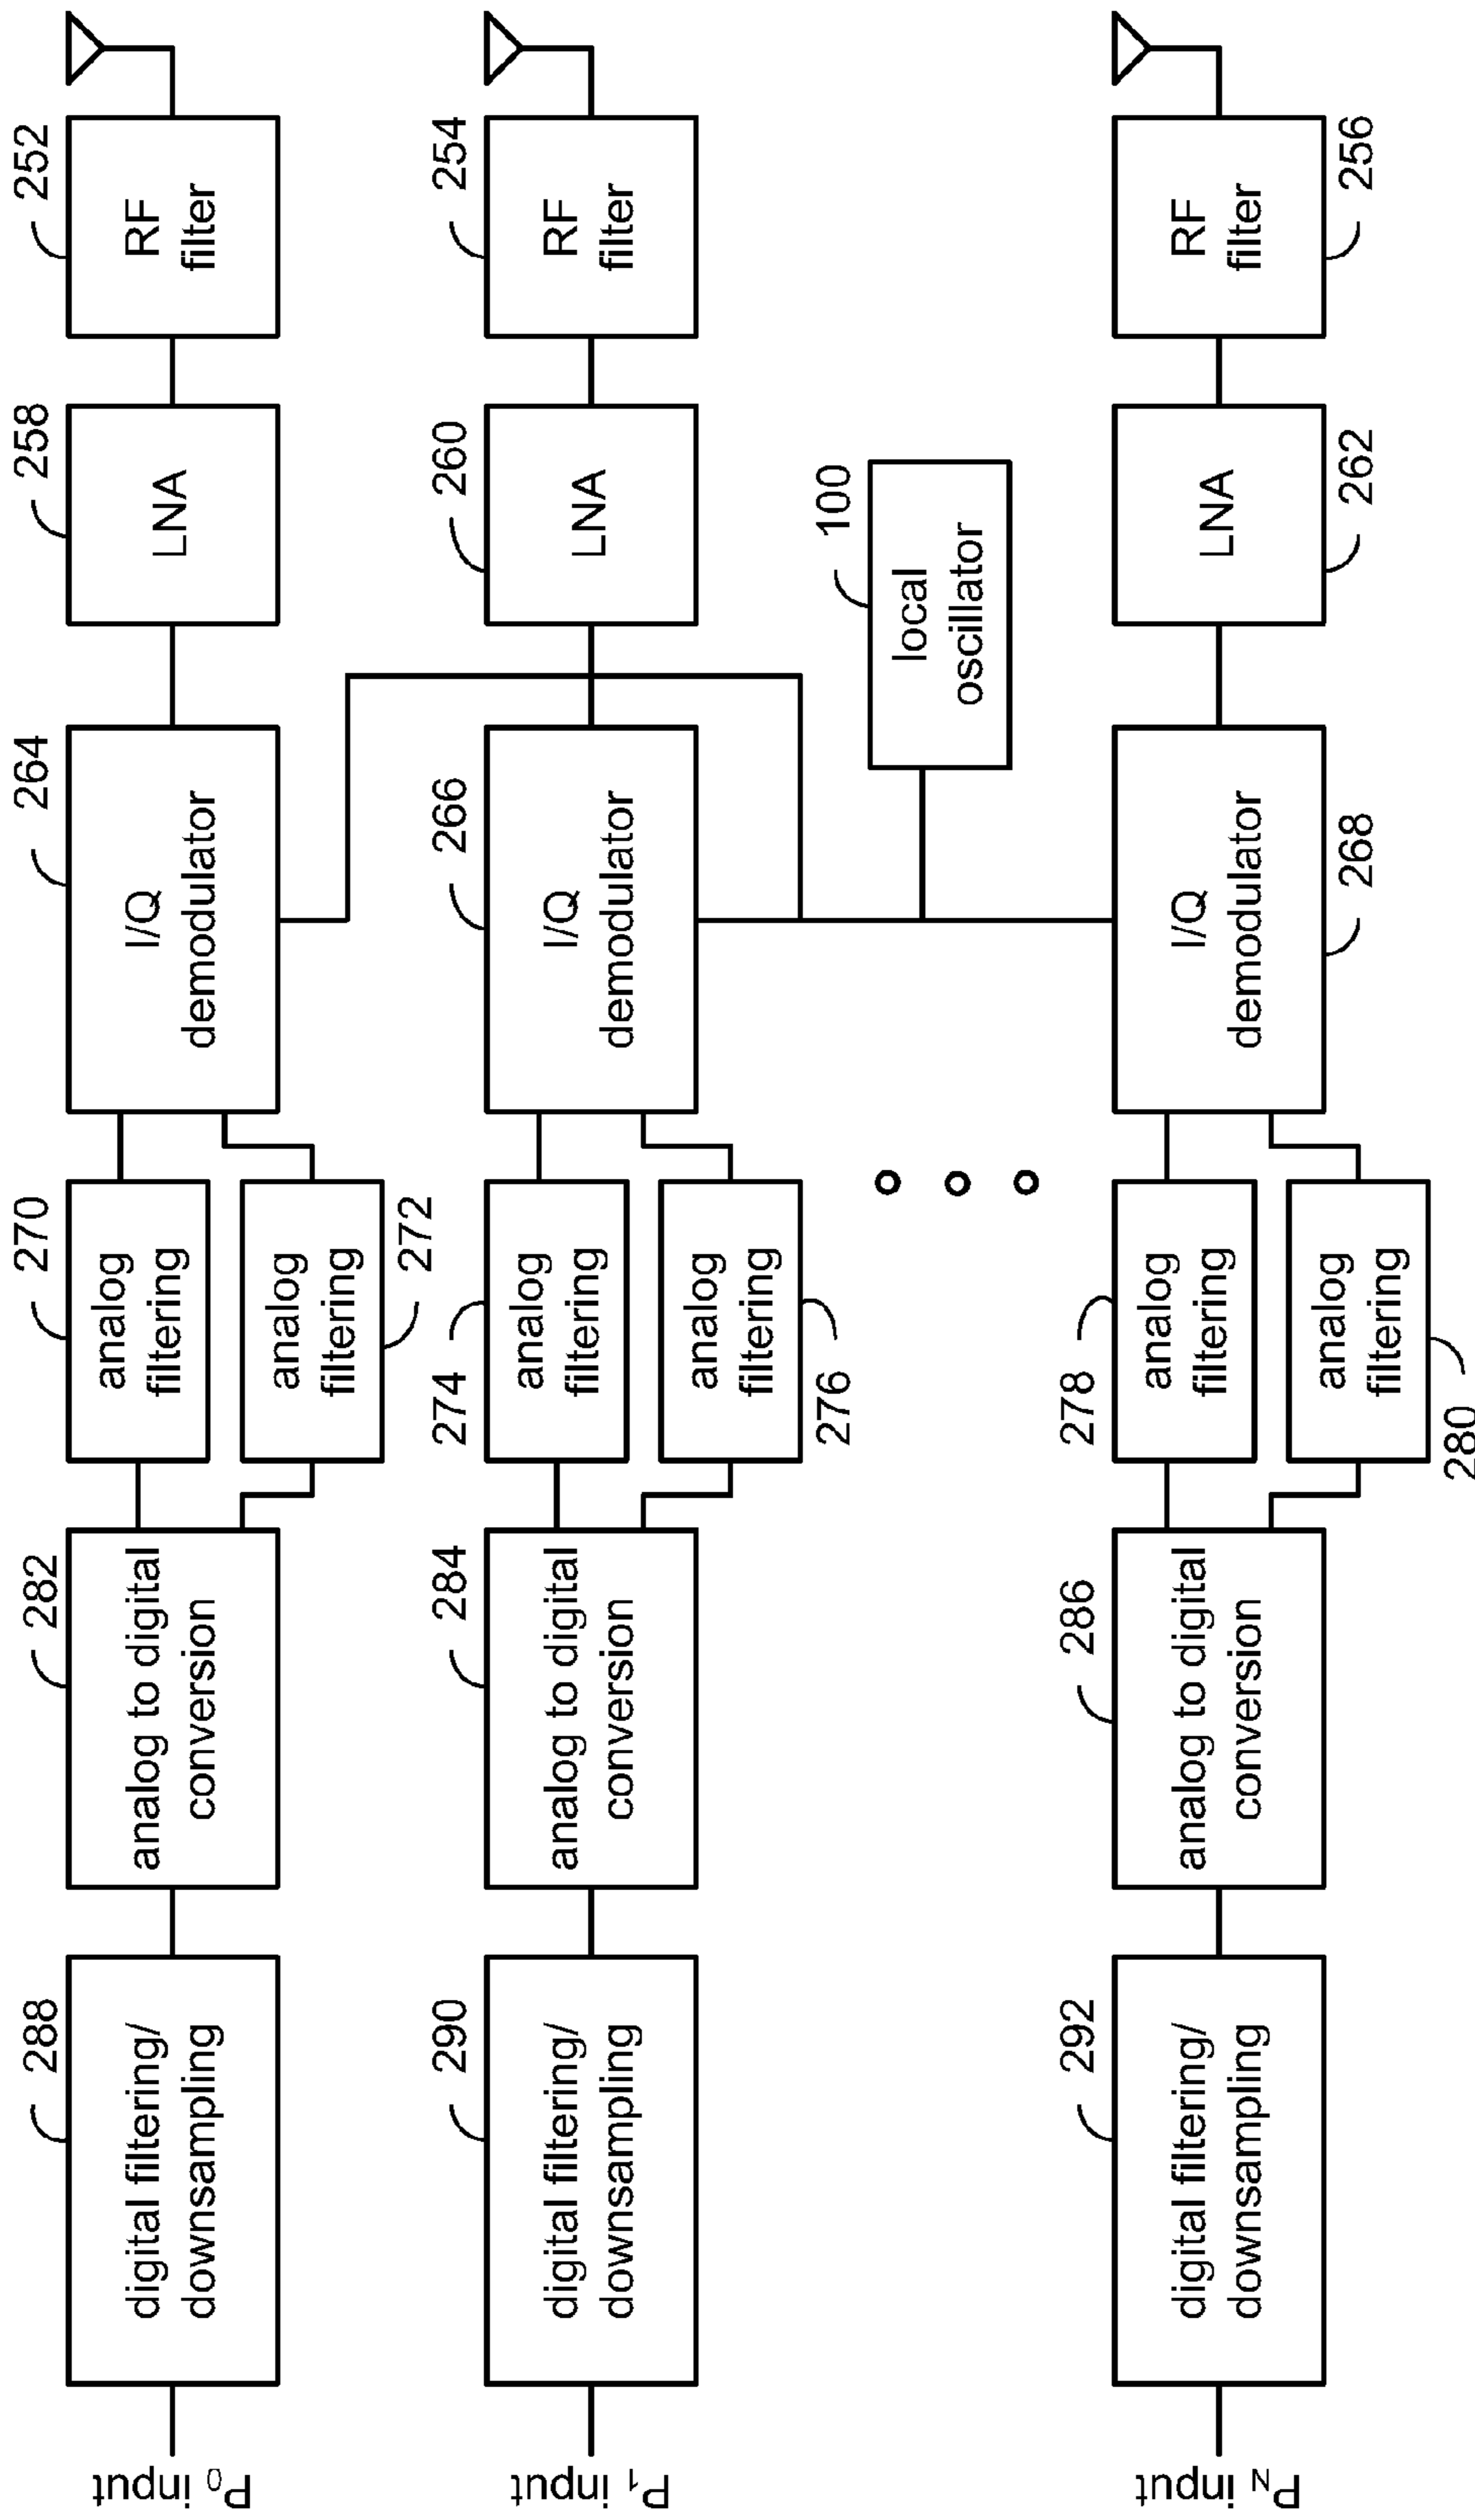 252
RF
filter
258
LNA
264
I/Q
demodulator
270
analog
filtering
analog
filtering
272
282
analog to digital
conversion
288
digital filtering/
downsampling
P0 input
254
RF
filter
260
LNA
266
I/Q
demodulator
274
analog
filtering
analog
filtering
276
284
analog to digital
conversion
290
digital filtering/
downsampling
P1 input
100
local
oscillator
RF
filter
256
LNA
262
I/Q
demodulator
268
278
analog
filtering
analog
filtering
280
286
analog to digital
conversion
292
digital filtering/
downsampling
PN input